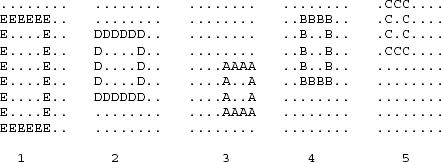 ........ ........ ........ ........ .CCC....
EEEEEE.. ........ ........ ..BBBB.. .C.C....
E....E.. DDDDDD.. ........ ..B..B.. .C.C....
E....E.. D....D.. ........ ..B..B.. .CCC....
E....E.. D....D.. ....AAAA ..B..B.. ........
E....E.. D....D.. ....A..A ..BBBB.. ........
E....E.. DDDDDD.. ....A..A ........ ........
E....E.. ........ ....AAAA ........ ........
EEEEEE.. ........ ........ ........ ........
1 2 3 4 5